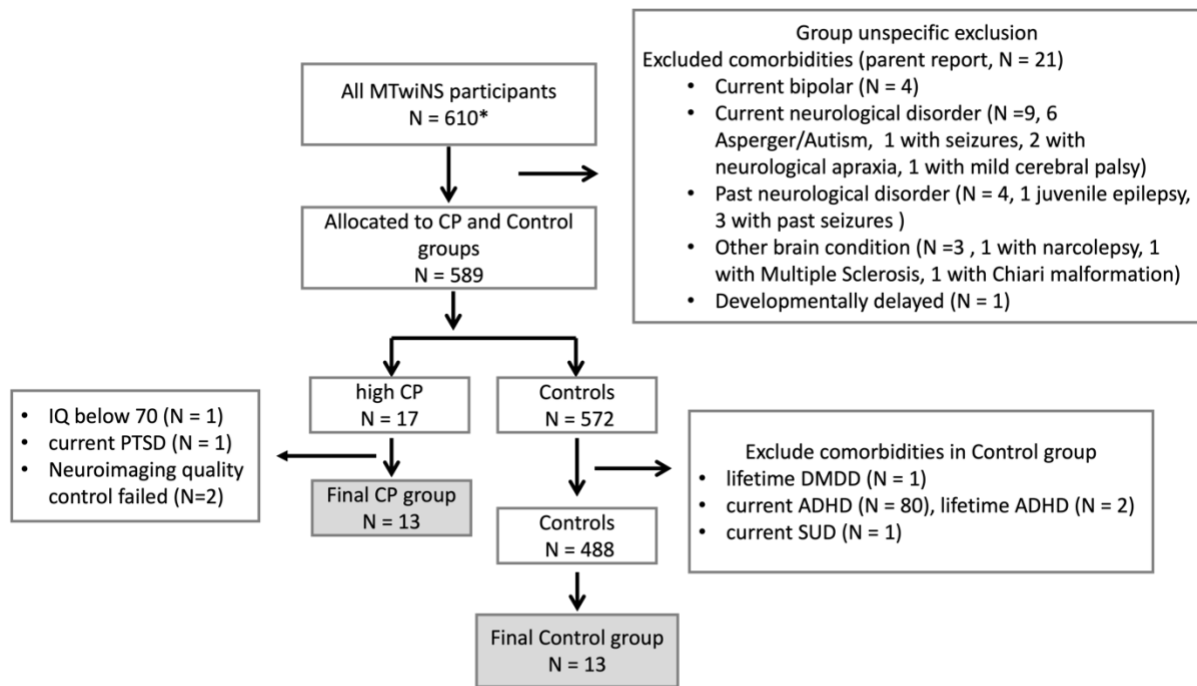 All MTwiNS participants
N = 610*
Group unspecific exclusion
Excluded comorbidities (parent report, N = 21)
• Current bipolar (N = 4)
• Current neurological disorder (N =9, 6
Asperger/Autism, 1 with seizures, 2 with
neurological apraxia, 1 with mild cerebral palsy)
• Past neurological disorder (N = 4, 1 juvenile epilepsy,
3 with past seizures )
• Other brain condition (N =3 , 1 with narcolepsy, 1
with Multiple Sclerosis, 1 with Chiari malformation)
• Developmentally delayed (N = 1)
Allocated to CP and Control
groups
N = 589
high CP
N = 17
Controls
N = 572
• IQ below 70 (N = 1)
• current PTSD (N = 1)
• Neuroimaging quality
control failed (N=2)
Exclude comorbidities in Control group
• lifetime DMDD (N = 1)
• current ADHD (N = 80), lifetime ADHD (N = 2)
• current SUD (N = 1)
Final CP group
N = 13
Controls
N = 488
Final Control group
N = 13